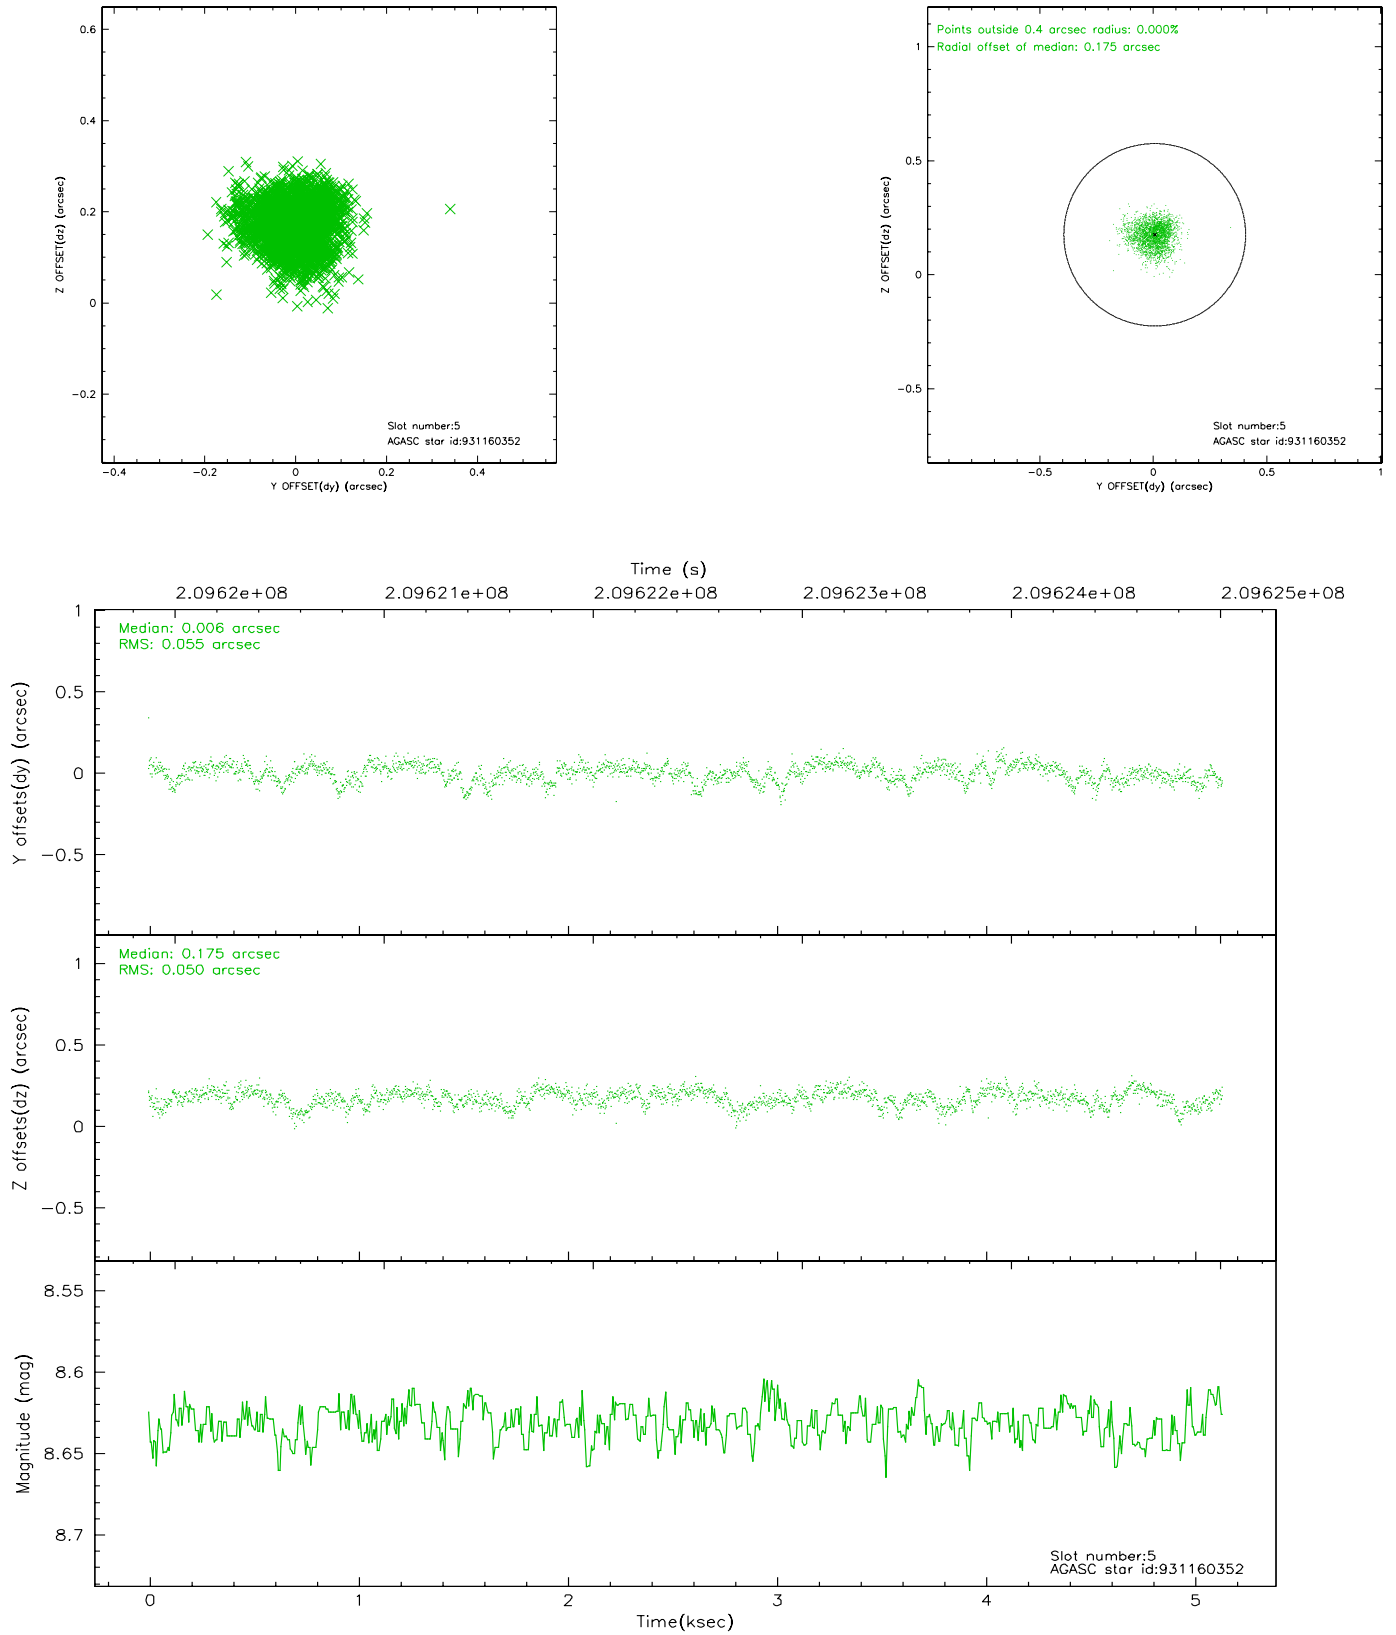 0.6
0.4
0.2
0
−0.2
Z OFFSET(dz) (arcsec)
Slot number:5
AGASC star id:931160352
−0.4
−0.2
0
0.2
0.4
Y OFFSET(dy) (arcsec)
Points outside 0.4 arcsec radius: 0.000%
Radial offset of median: 0.175 arcsec
1
0.5
0
−0.5
Z OFFSET(dz) (arcsec)
Slot number:5
AGASC star id:931160352
−0.5
0
0.5
1
Y OFFSET(dy) (arcsec)
Time (s)
2.0962e+08
2.09621e+08
2.09622e+08
2.09623e+08
2.09624e+08
2.09625e+08
Median: 0.006 arcsec
RMS: 0.055 arcsec
1
0.5
0
−0.5
Y offsets(dy) (arcsec)
Median: 0.175 arcsec
RMS: 0.050 arcsec
1
0.5
0
−0.5
Z offsets(dz) (arcsec)
8.55
8.6
8.65
8.7
Magnitude (mag)
Slot number:5
AGASC star id:931160352
0
1
2
3
4
5
Time(ksec)